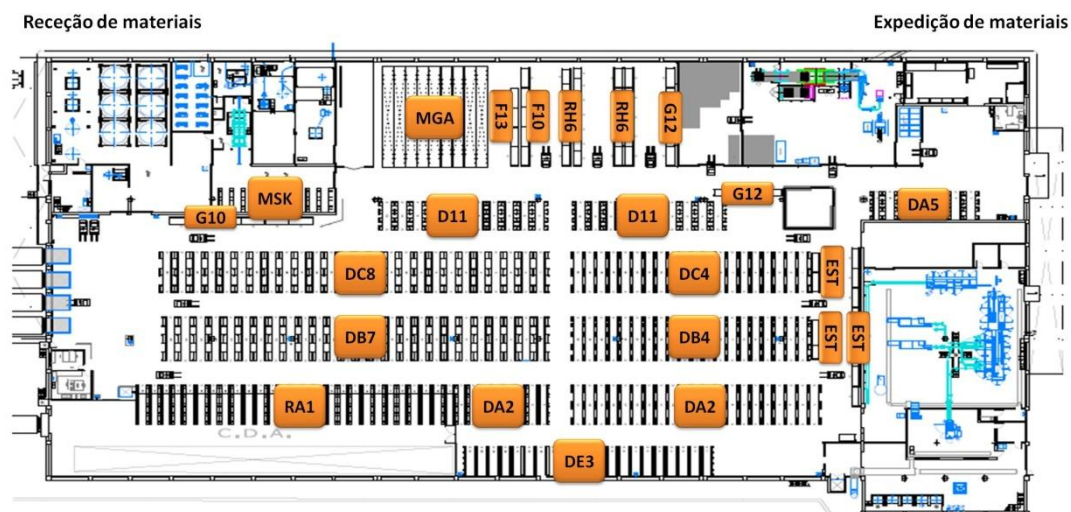 Receção de materiais
Expedição de materiais
MGA
F13
F10
RH6
RH6
G12
MSK
G10
D11
D11
G12
DA5
DC8
DC4
EST
DB7
DB4
EST
EST
RA1
DA2
DA2
C.D.A.
DE3